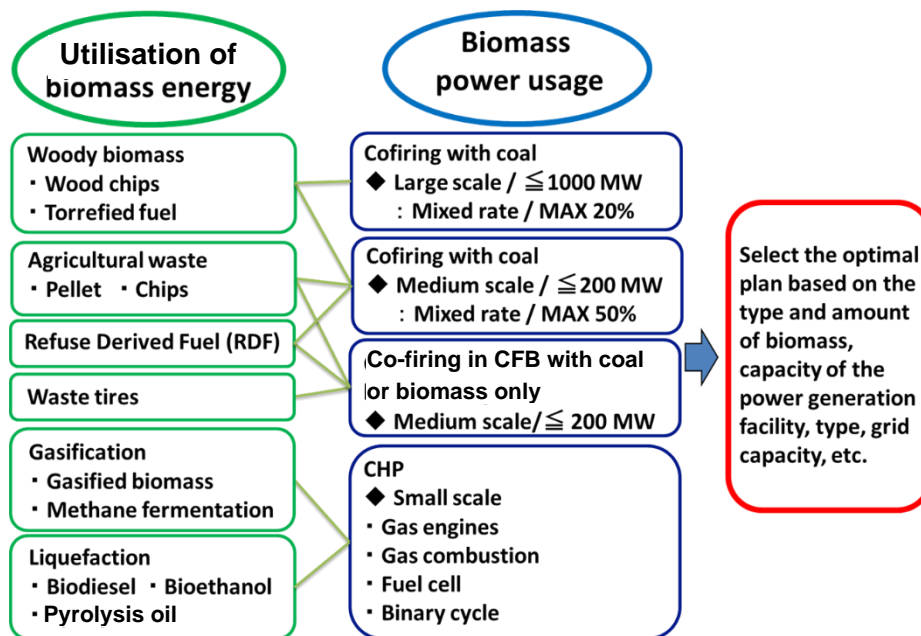 Utilisation of
biomass energy
Biomass
power usage
Woody biomass
・ Wood chips
・ Torrefied fuel
Agricultural waste
・ Pellet ・ Chips
Refuse Derived Fuel (RDF)
Waste tires
Gasification
・ Gasified biomass
・ Methane fermentation
Liquefaction
・ Biodiesel ・ Bioethanol
・ Pyrolysis oil
Cofiring with coal
◆ Large scale / ≦1000 MW
: Mixed rate / MAX 20%
Cofiring with coal
◆ Medium scale / ≦200 MW
: Mixed rate / MAX 50%
Co-firing in CFB with coal
or biomass only
◆ Medium scale/≦ 200 MW
CHP
◆ Small scale
・ Gas engines
・ Gas combustion
・ Fuel cell
・ Binary cycle
Select the optimal
plan based on the
type and amount
of biomass,
capacity of the
power generation
facility, type, grid
capacity, etc.